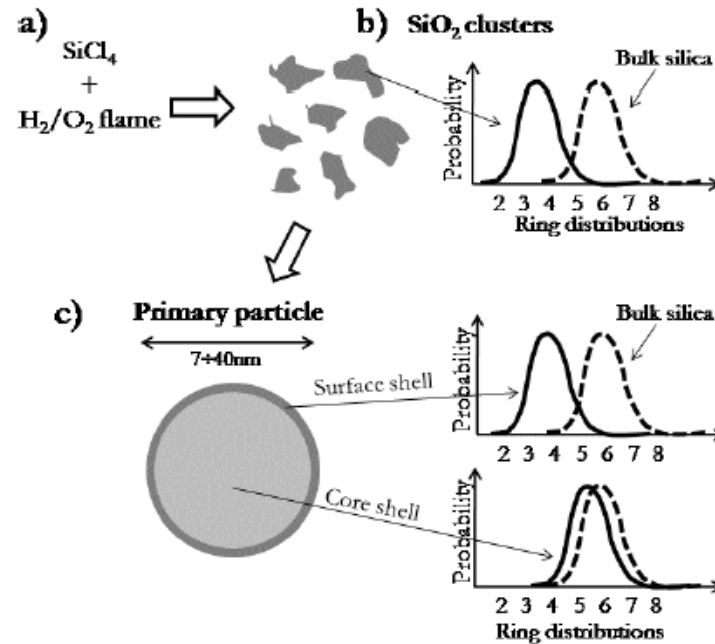 a)
SiCl4
+
H2/O2 flame
b) SiO2 clusters
Bulk silica
Probability
2 3 4 5 6 7 8
Ring distributions
c)
Primary particle
7÷40nm
Surface shell
Core shell
Bulk silica
Probability
2 3 4 5 6 7 8
Probability
2 3 4 5 6 7 8
Ring distributions